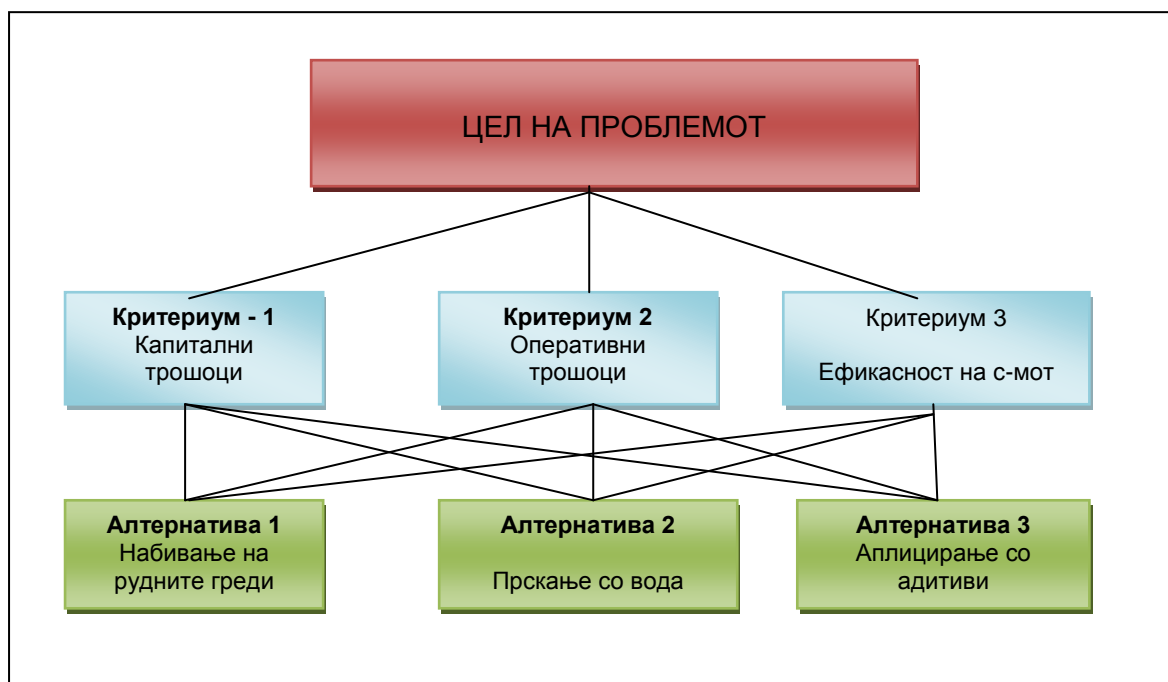 ЦЕЛ НА ПРОБЛЕМОТ
Критериум - 1
Капитални
трошоци
Критериум 2
Оперативни
трошоци
Критериум 3
Ефикасност на с-мот
Алтернатива 1
Набивање на
рудните греди
Алтернатива 2
Прскање со вода
Алтернатива 3
Аплицирање со
адитиви